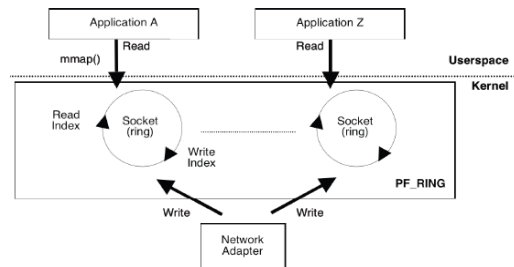 Application A
Application Z
mmap()
Read
Read
Userspace
Kernel
Read
Index
Socket
(ring)
Write
Index
Socket
(ring)
PF_RING
Write
Write
Network
Adapter